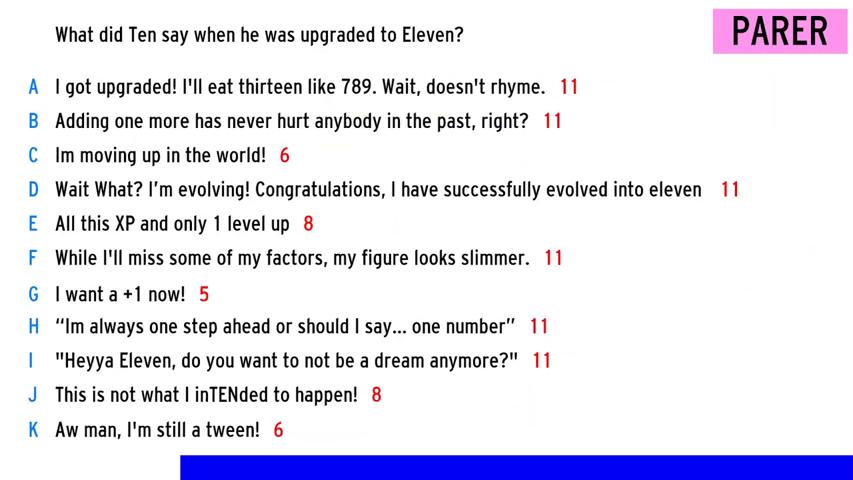 What did Ten say when he was upgraded to Eleven?
PARER
A I got upgraded! I'll eat thirteen like 789. Wait, doesn't rhyme. 11
B Adding one more has never hurt anybody in the past, right? 11
C Im moving up in the world! 6
D Wait What? I’m evolving! Congratulations, I have successfully evolved into eleven 11
E All this XP and only 1 level up 8
F While I'll miss some of my factors, my figure looks slimmer. 11
G I want a +1 now! 5
H “Im always one step ahead or should I say... one number” 11
I "Heyya Eleven, do you want to not be a dream anymore?" 11
J This is not what I inTENded to happen! 8
K Aw man, I'm still a tween! 6